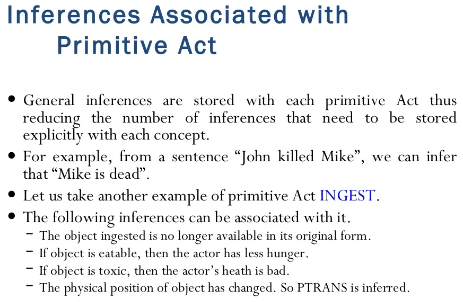 Inferences Associated with
Primitive Act
• General inferences are stored with each primitive Act thus
reducing the number of inferences that need to be stored
explicitly with each concept.
• For example, from a sentence “John killed Mike”, we can infer
that “Mike is dead”.
• Let us take another example of primitive Act INGEST.
• The following inferences can be associated with it.
– The object ingested is no longer available in its original form.
– If object is eatable, then the actor has less hunger.
– If object is toxic, then the actor’s heath is bad.
– The physical position of object has changed. So PTRANS is inferred.